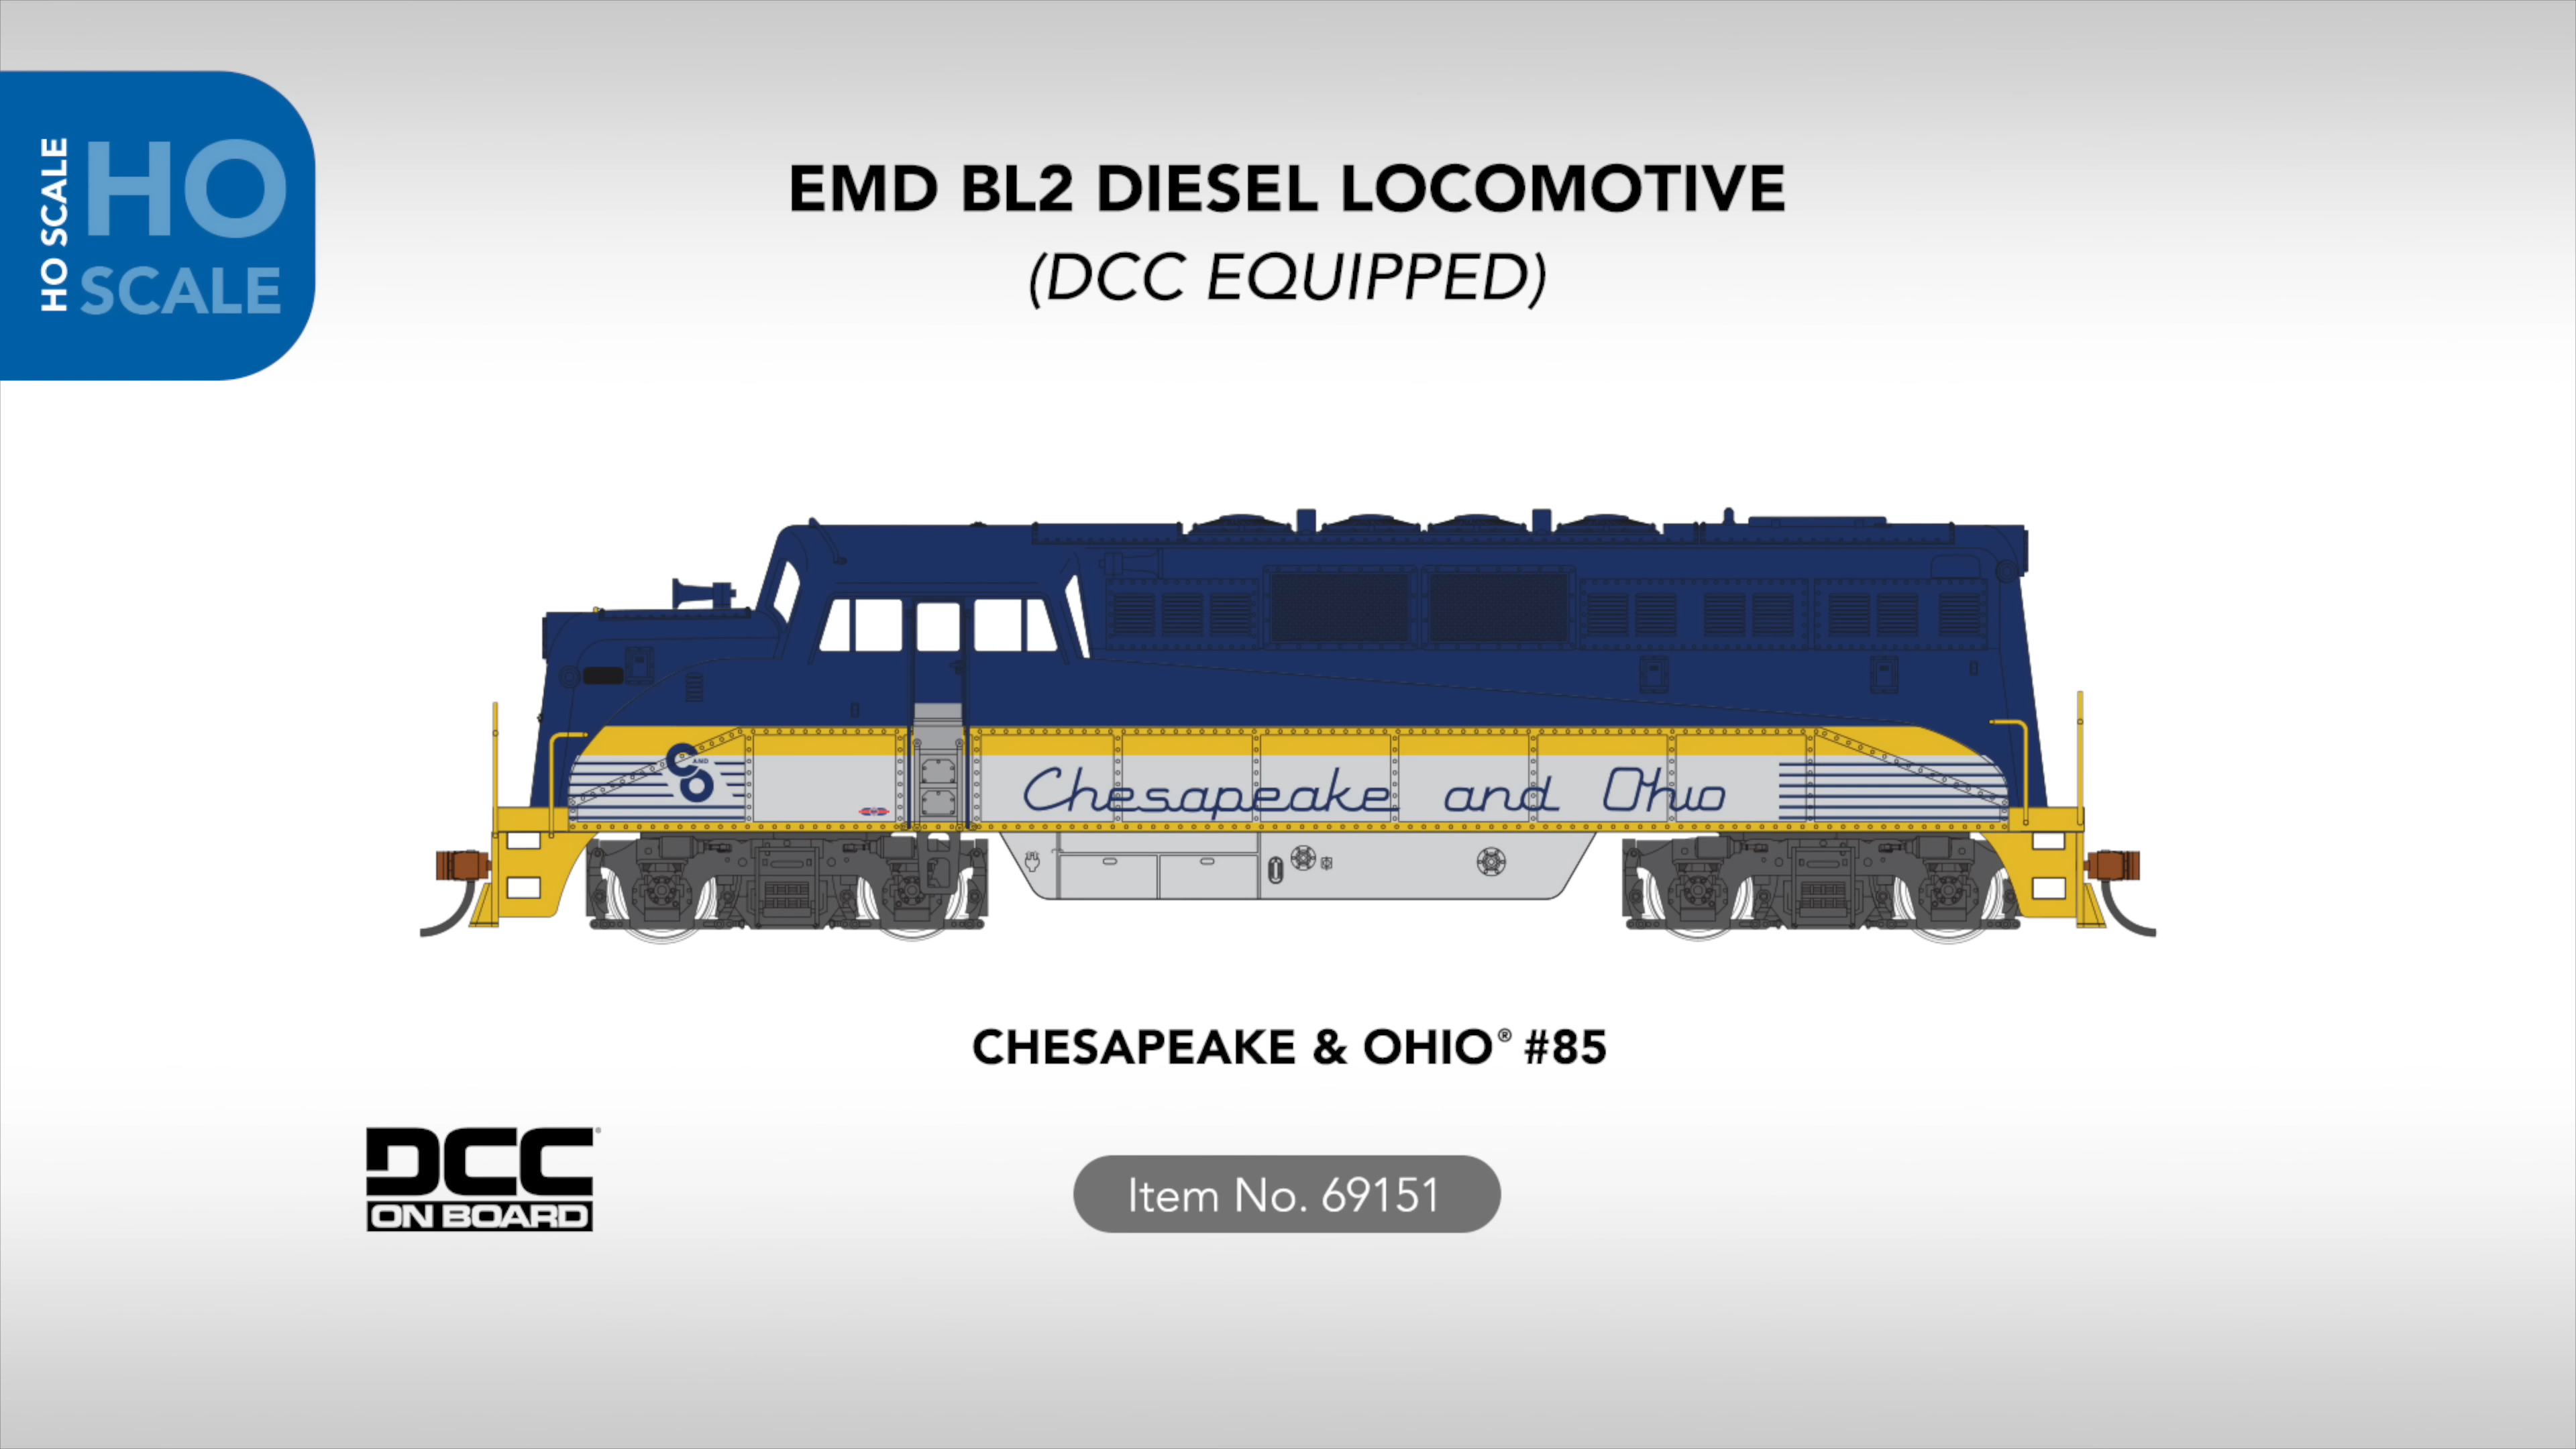 HO SCALE
HO
SCALE
EMD BL2 DIESEL LOCOMOTIVE
(DCC EQUIPPED)
C AND
O
Chesapeake and Ohio
CHESAPEAKE & OHIO® #85
DCC
ON BOARD
Item No. 69151